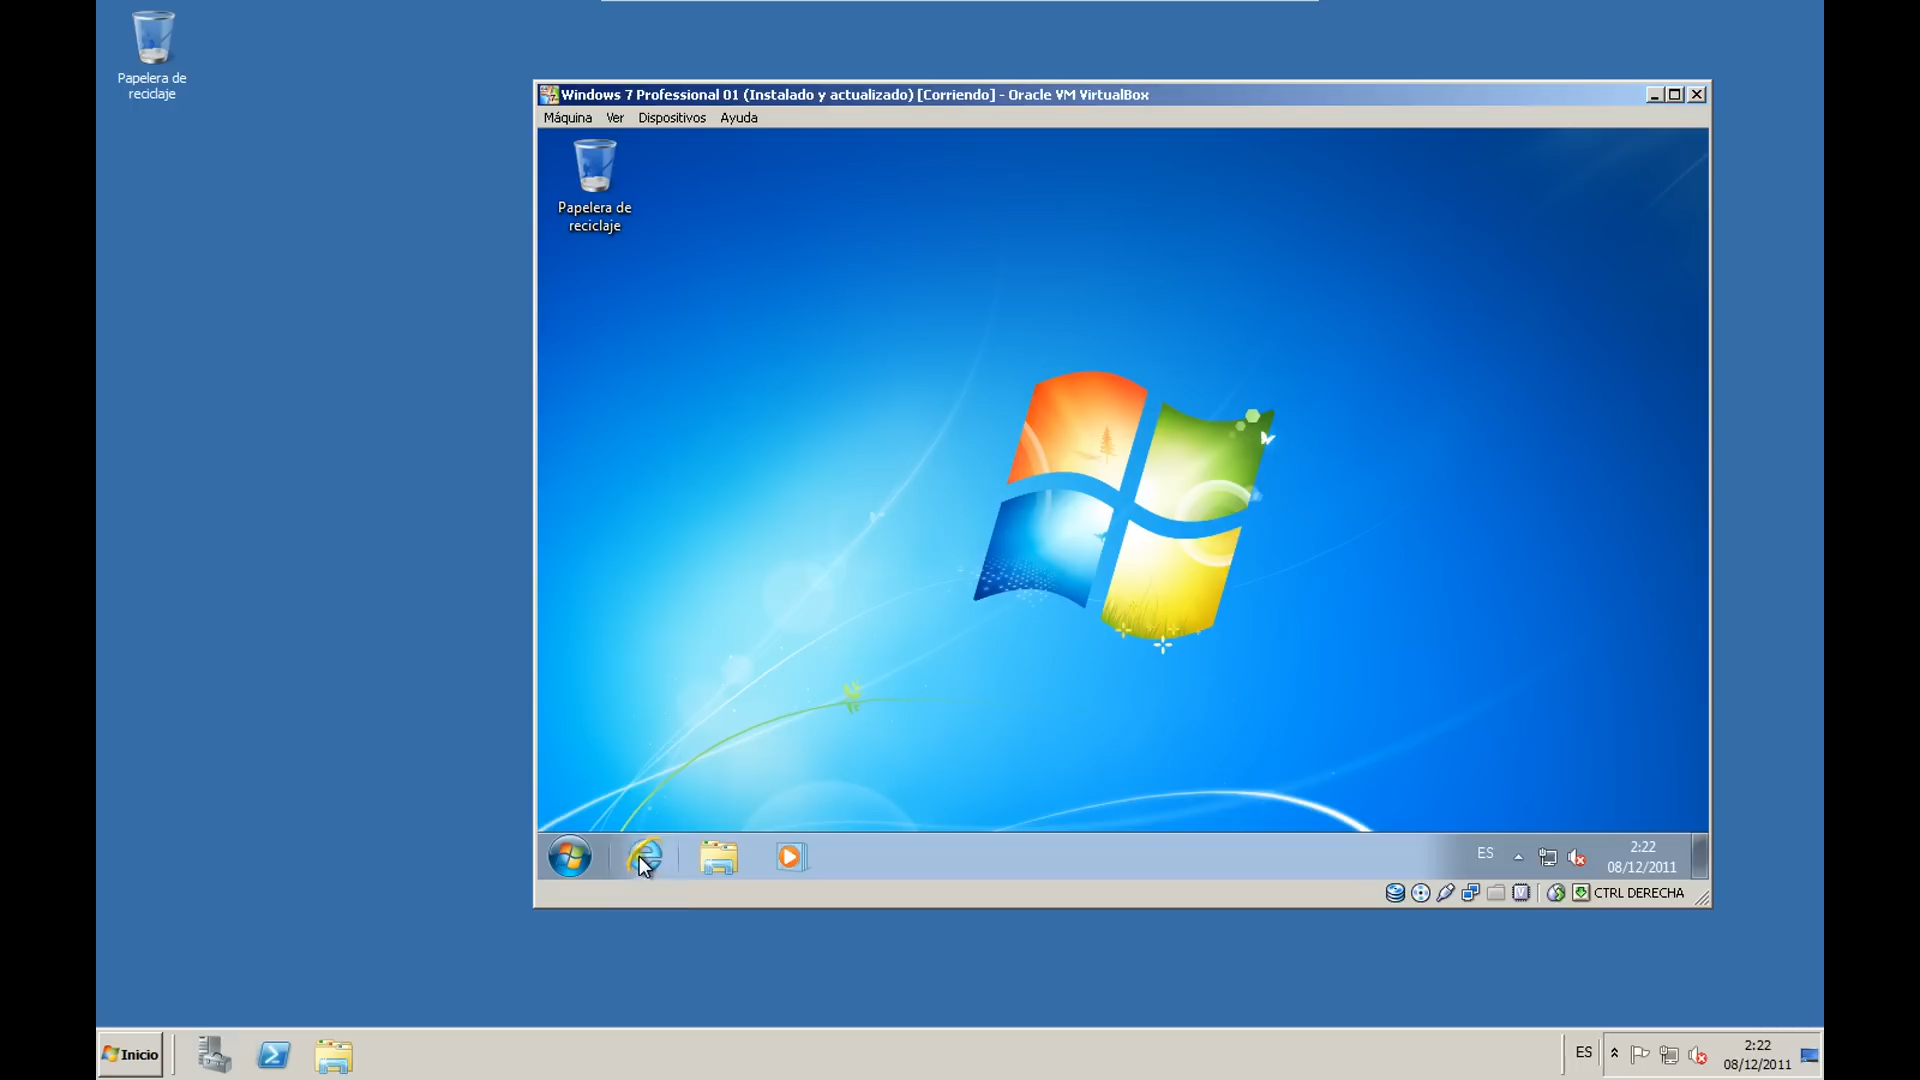 Papelera de
reciclaje
Windows 7 Professional 01 (Instalado y actualizado) [Corriendo] - Oracle VM VirtualBox
Máquina Ver Dispositivos Ayuda
Papelera de
reciclaje
ES
2:22
08/12/2011
CTRL DERECHA
Inicio
ES
2:22
08/12/2011